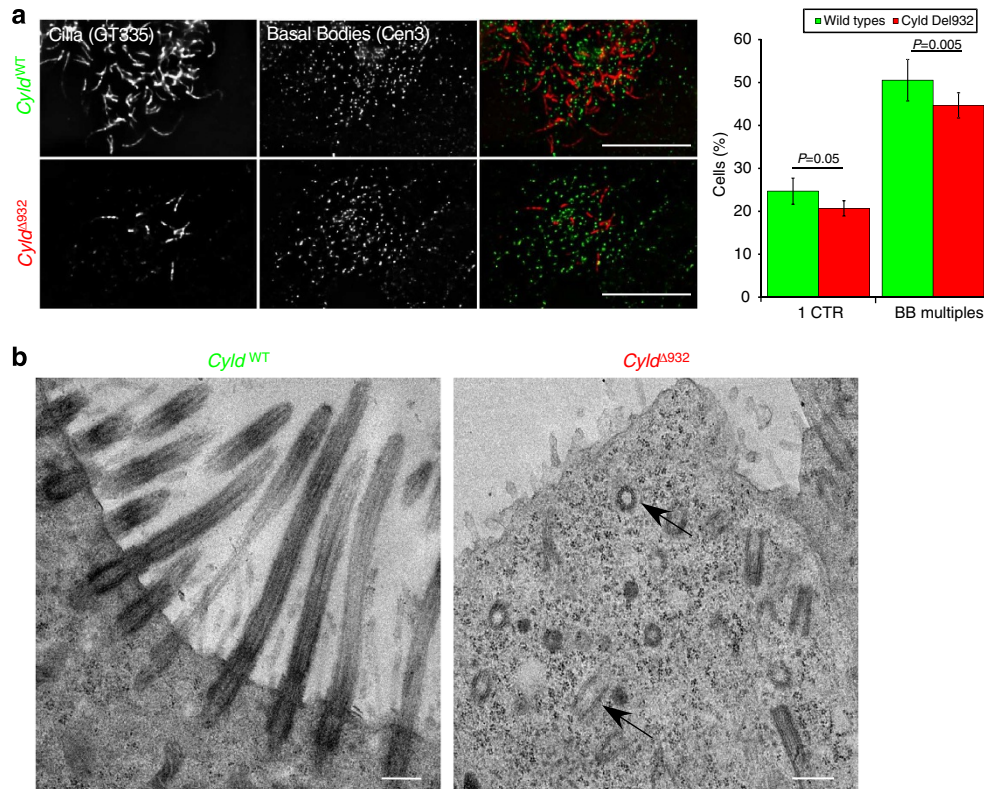 a
Cilia (GT335)
Basal Bodies (Cen3)
Cyld^WT
Cyld^Δ932
Wild types
Cyld Del932
Cells (%)
60
50
40
30
20
10
0
P=0.05
P=0.005
1 CTR
BB multiples
b
Cyld^WT
Cyld^Δ932